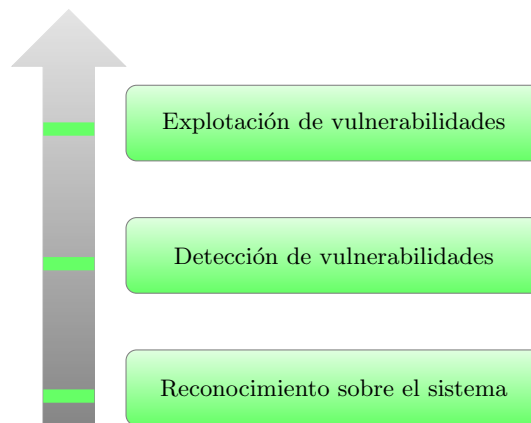 Explotación de vulnerabilidades
Detección de vulnerabilidades
Reconocimiento sobre el sistema